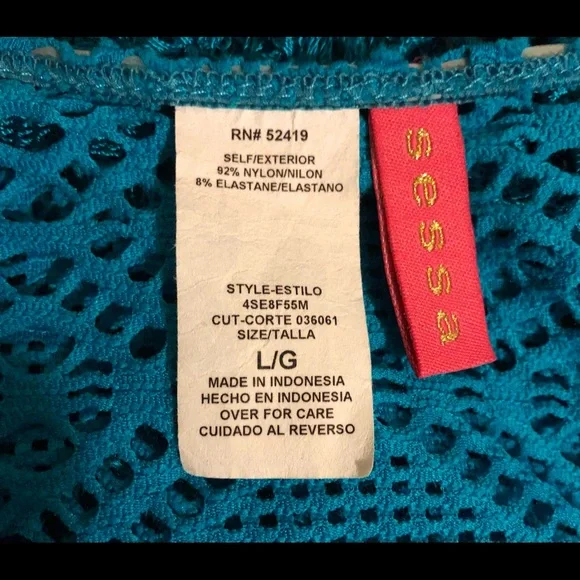 RN# 52419
SELF/EXTERIOR
92% NYLON/NILON
8% ELASTANE/ELASTANO
STYLE-ESTILO
4SE8F55M
CUT-CORTE 036061
SIZE/TALLA
L/G
MADE IN INDONESIA
HECHO EN INDONESIA
OVER FOR CARE
CUIDADO AL REVERSO
sessa